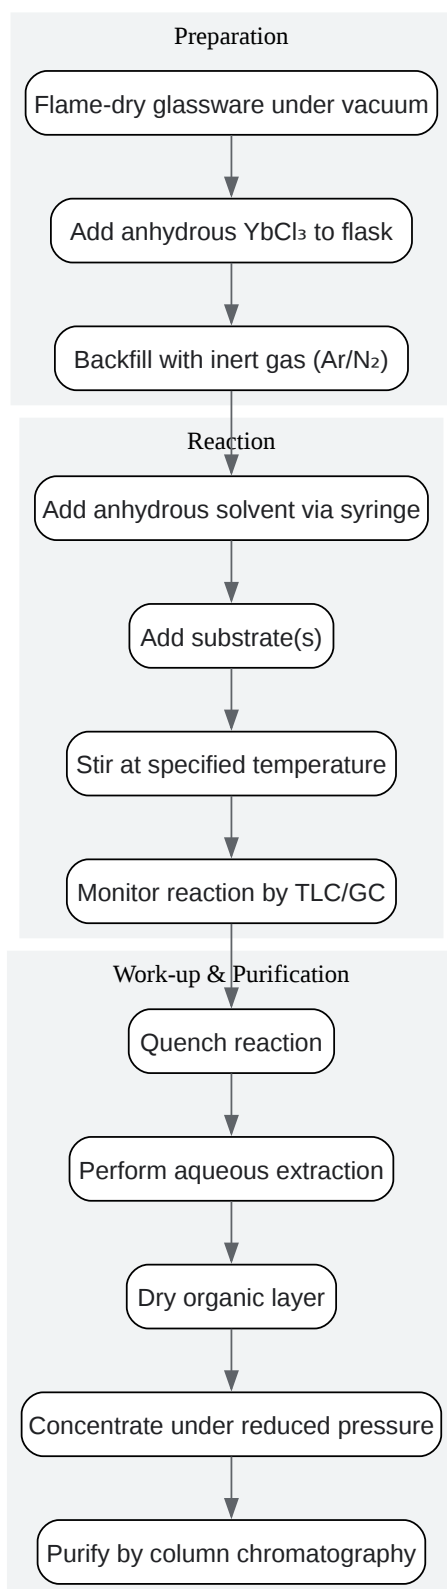 Preparation
Flame-dry glassware under vacuum
Add anhydrous YbCl₃ to flask
Backfill with inert gas (Ar/N₂)
Reaction
Add anhydrous solvent via syringe
Add substrate(s)
Stir at specified temperature
Monitor reaction by TLC/GC
Work-up & Purification
Quench reaction
Perform aqueous extraction
Dry organic layer
Concentrate under reduced pressure
Purify by column chromatography